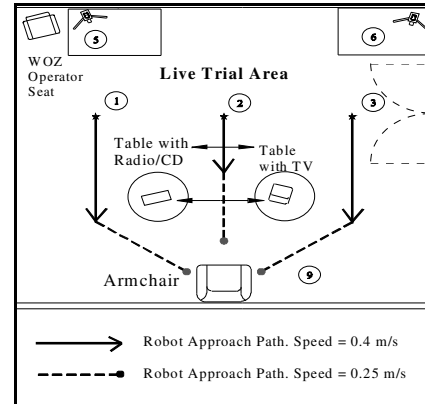 5
6
WOZ
Operator
Seat
Live Trial Area
1
2
3
Table with
Radio/CD
Table
with TV
Armchair
9
Robot Approach Path. Speed = 0.4 m/s
Robot Approach Path. Speed = 0.25 m/s